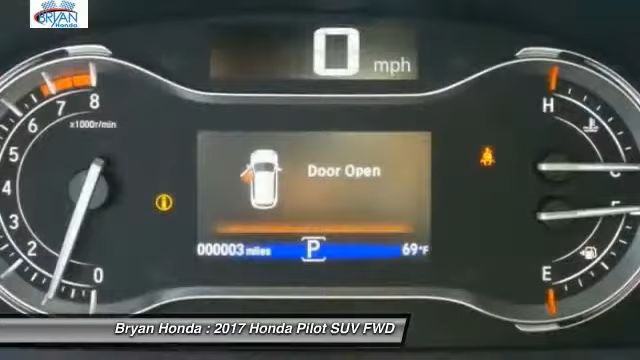 BRYAN
Honda
0 mph
8
7
6
5
4
3
2
0
x1000r/min
Door Open
000003 miles P 69°F
H
C
F
E
Bryan Honda : 2017 Honda Pilot SUV FWD